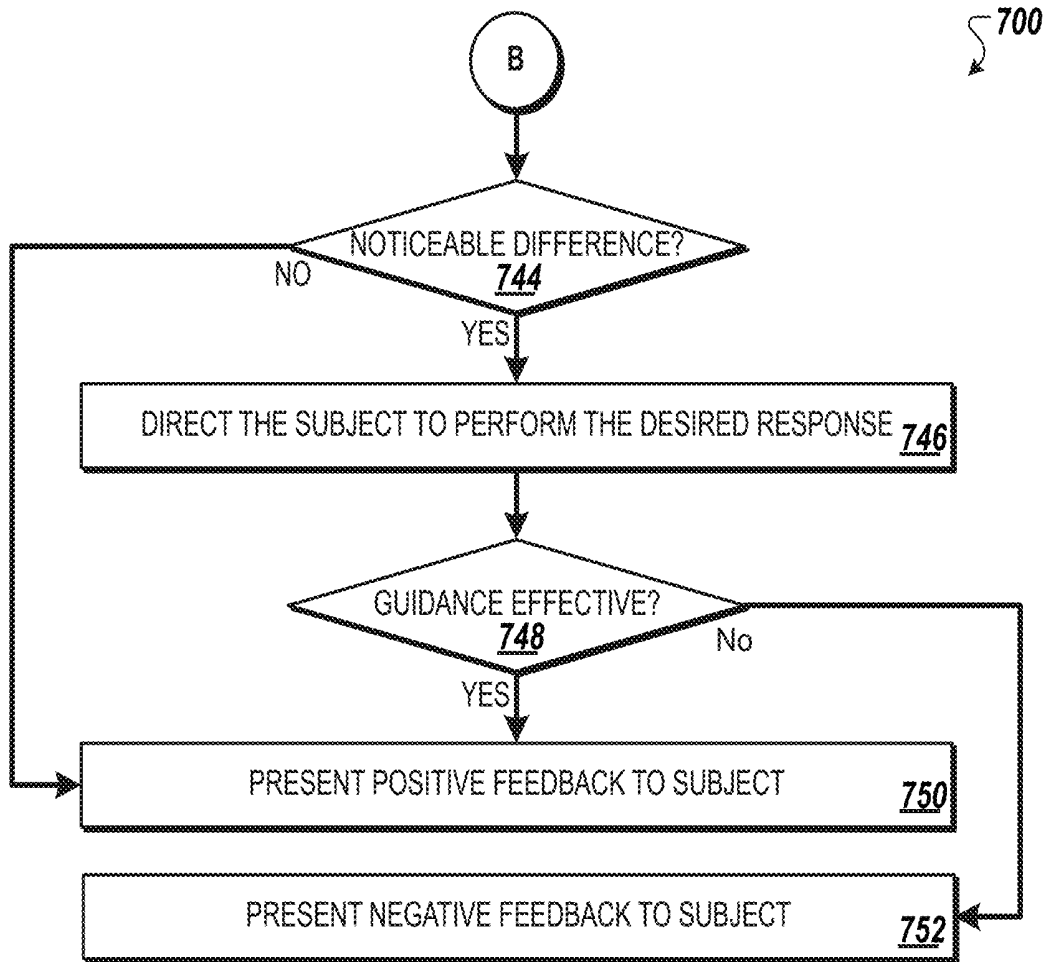 700
B
NOTICEABLE DIFFERENCE?
744
NO
YES
DIRECT THE SUBJECT TO PERFORM THE DESIRED RESPONSE 746
GUIDANCE EFFECTIVE?
748
No
YES
PRESENT POSITIVE FEEDBACK TO SUBJECT 750
PRESENT NEGATIVE FEEDBACK TO SUBJECT 752